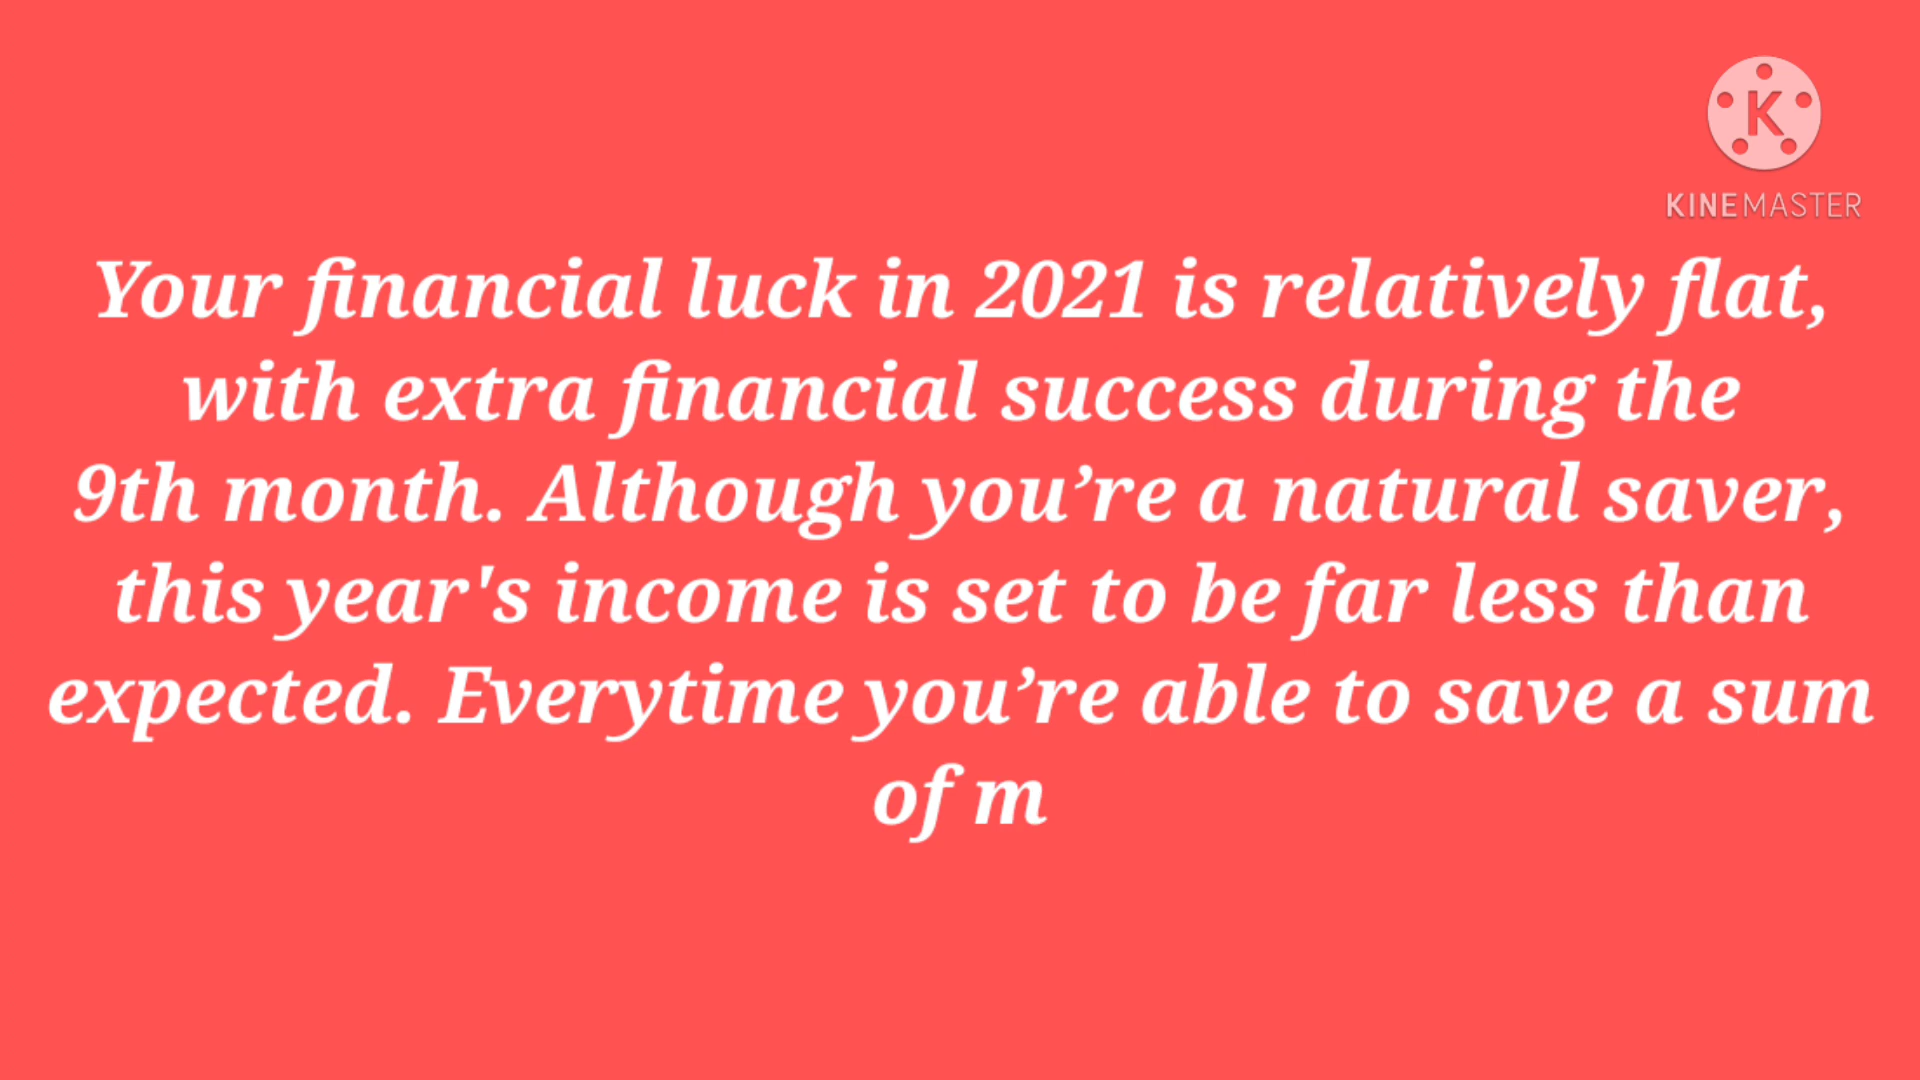 K
KINEMASTER
Your financial luck in 2021 is relatively flat,
with extra financial success during the
9th month. Although you’re a natural saver,
this year's income is set to be far less than
expected. Everytime you’re able to save a sum
of m